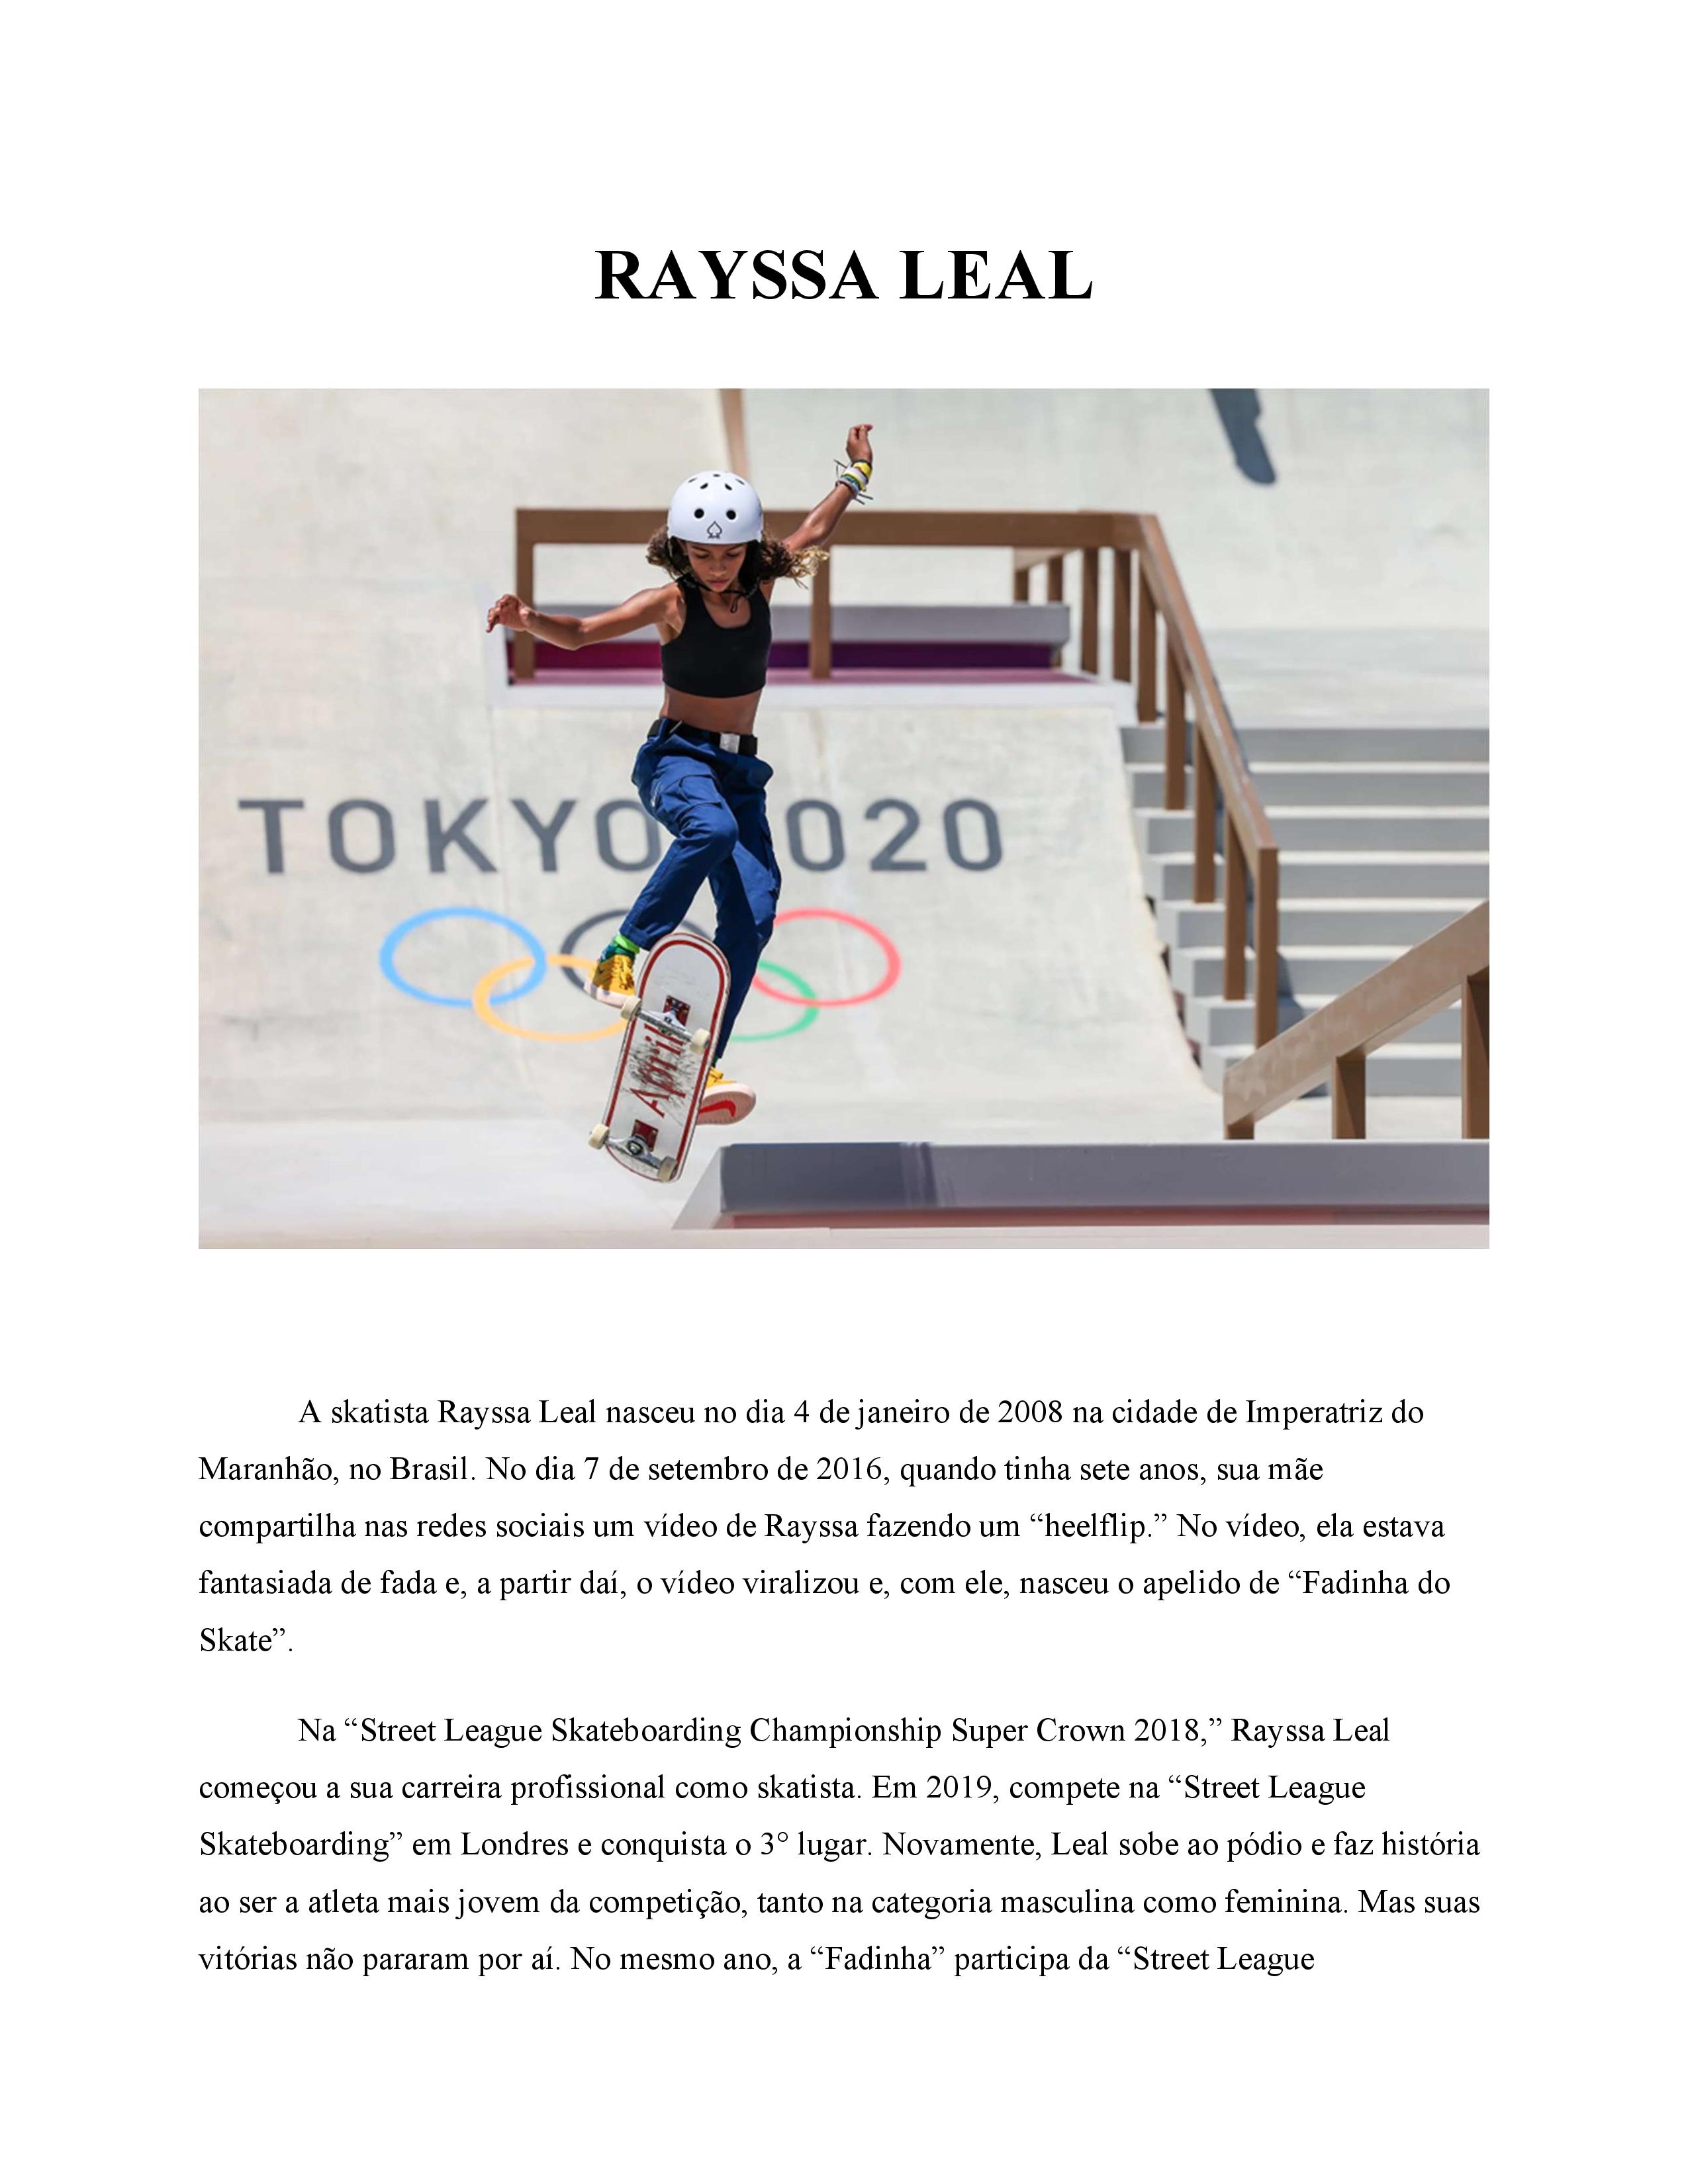 RAYSSA LEAL
TOKYO 2020
April
A skatista Rayssa Leal nasceu no dia 4 de janeiro de 2008 na cidade de Imperatriz do
Maranhão, no Brasil. No dia 7 de setembro de 2016, quando tinha sete anos, sua mãe
compartilha nas redes sociais um vídeo de Rayssa fazendo um “heelflip.” No vídeo, ela estava
fantasiada de fada e, a partir daí, o vídeo viralizou e, com ele, nasceu o apelido de “Fadinha do
Skate”.
Na “Street League Skateboarding Championship Super Crown 2018,” Rayssa Leal
começou a sua carreira profissional como skatista. Em 2019, compete na “Street League
Skateboarding” em Londres e conquista o 3° lugar. Novamente, Leal sobe ao pódio e faz história
ao ser a atleta mais jovem da competição, tanto na categoria masculina como feminina. Mas suas
vitórias não pararam por aí. No mesmo ano, a “Fadinha” participa da “Street League